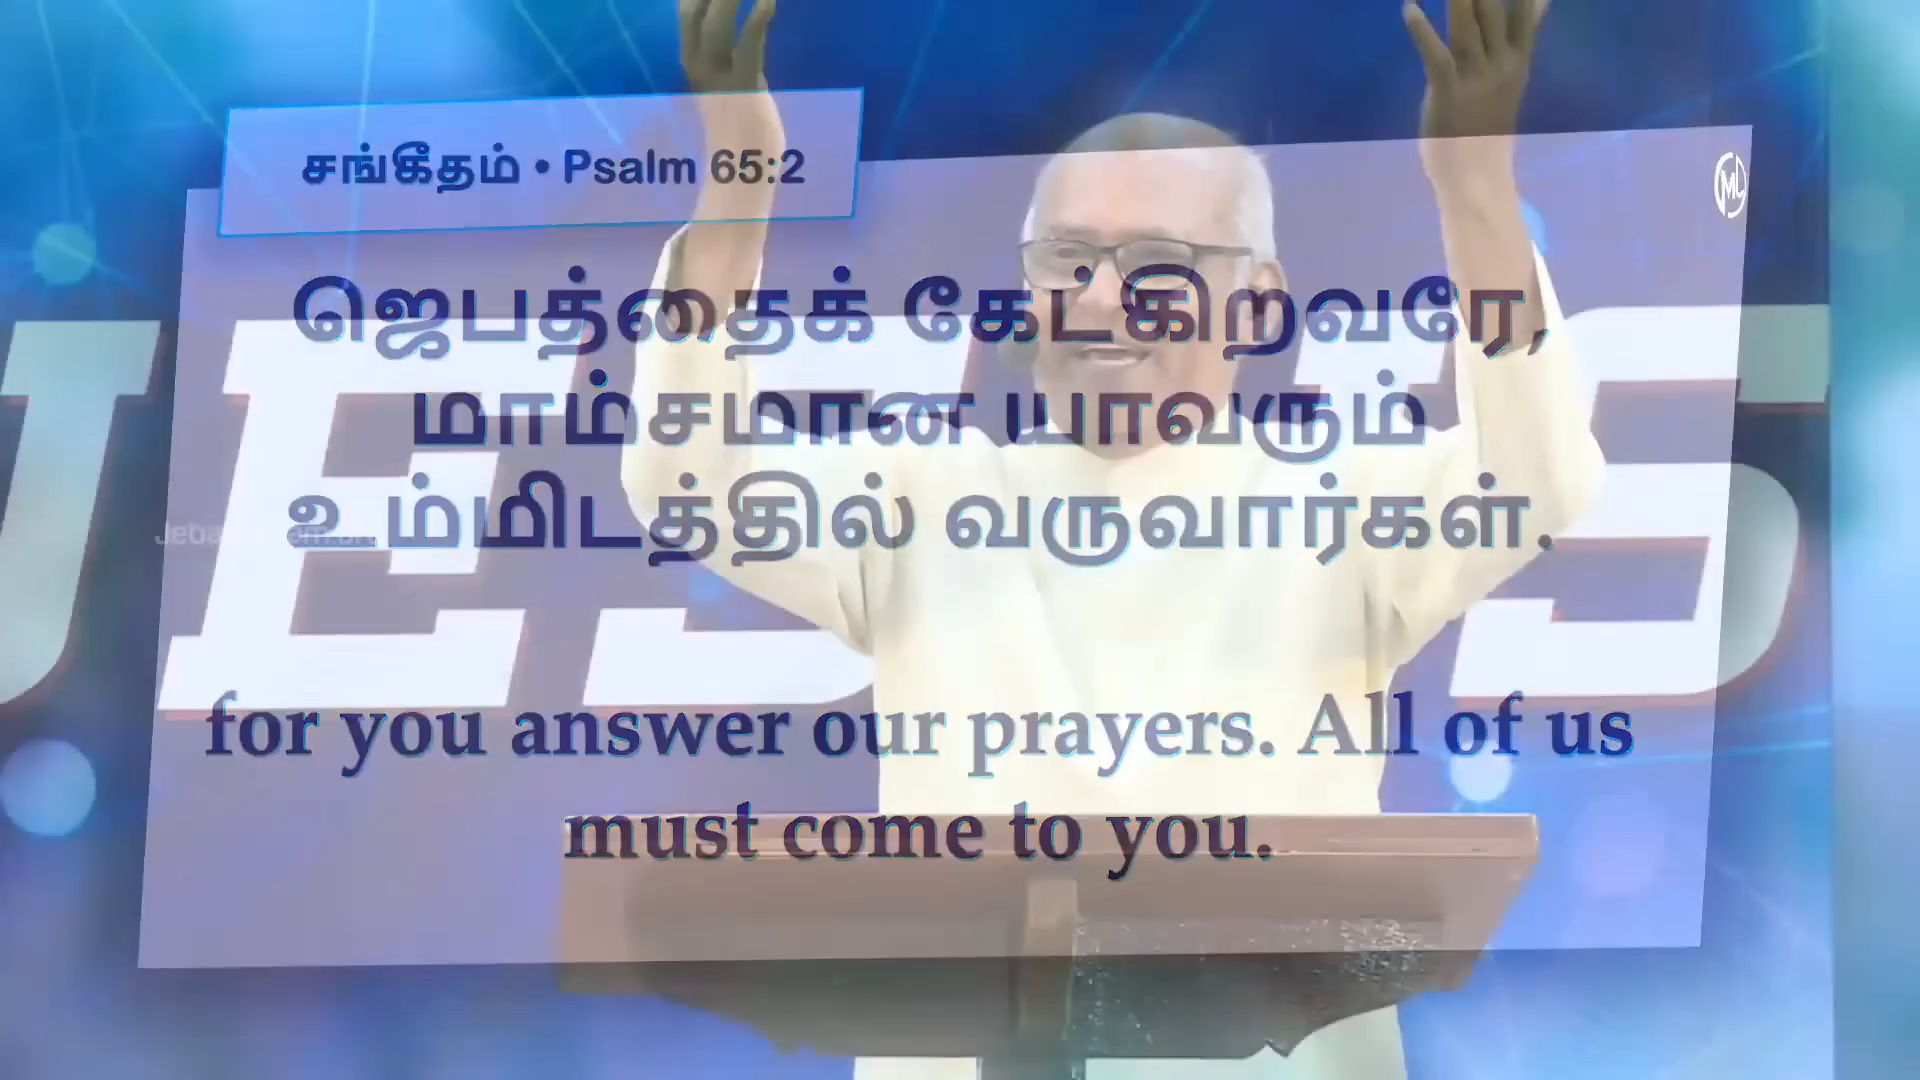 சங்கீதம் • Psalm 65:2
ஜெபத்தைக் கேட்கிறவரே,
மாம்சமான யாவரும்
உம்மிடத்தில் வருவார்கள்.
for you answer our prayers. All of us
must come to you.
JESUS